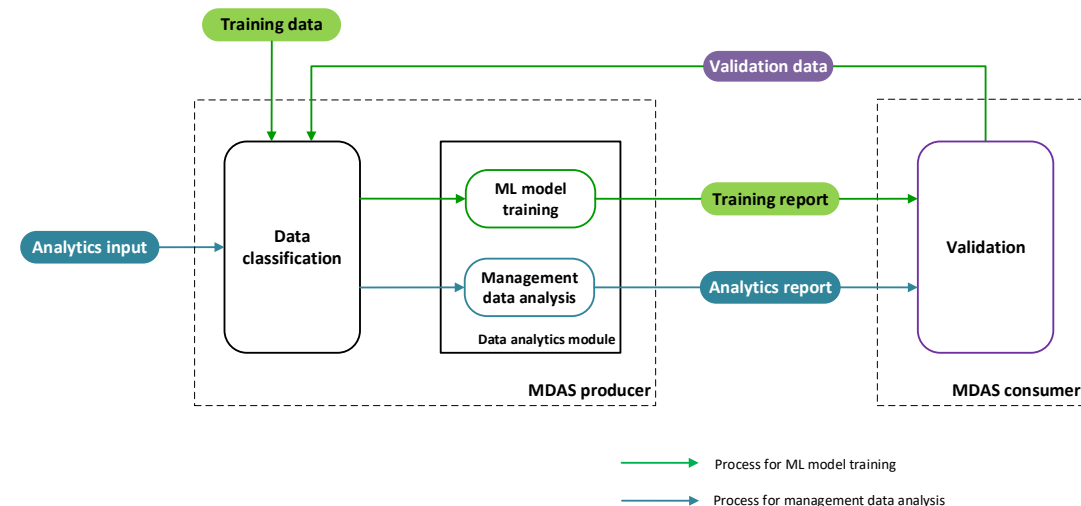 Training data
Validation data
Analytics input
Data
classification
ML model
training
Management
data analysis
Data analytics module
MDAS producer
Training report
Analytics report
Validation
MDAS consumer
Process for ML model training
Process for management data analysis